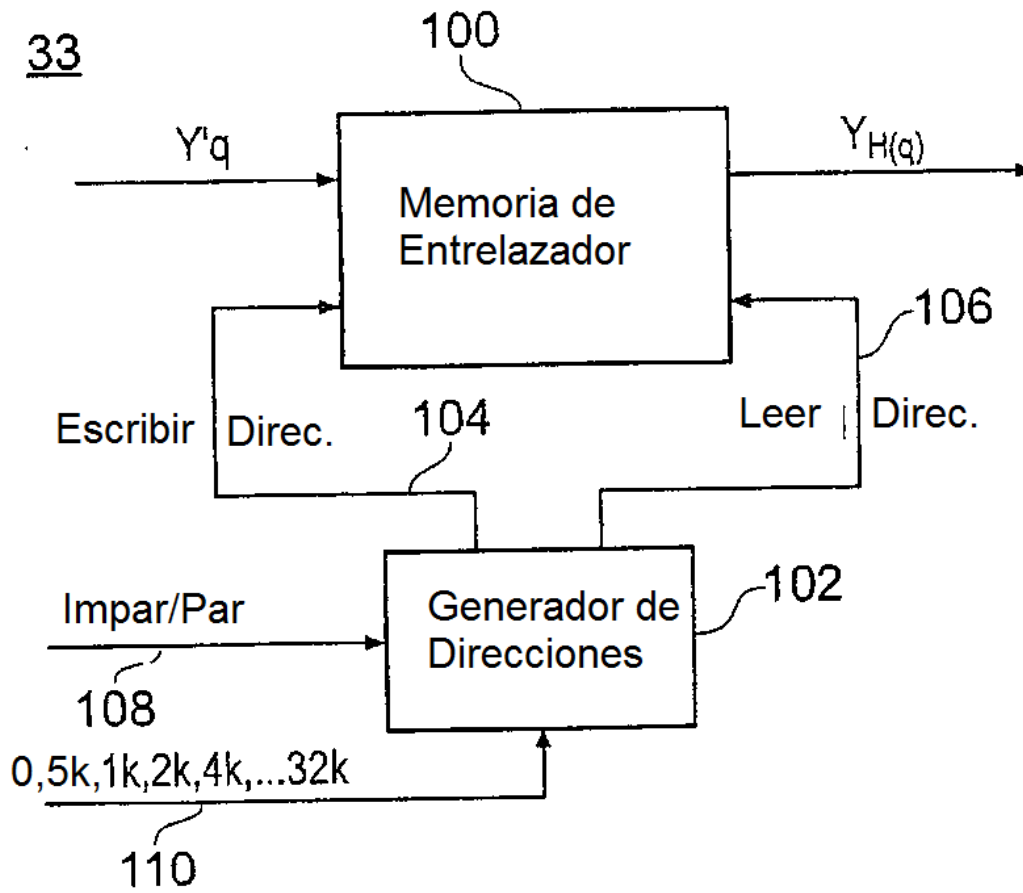 100
33
Y'q
Y_H(q)
Memoria de
Entrelazador
106
Escribir Direc.
104
Leer Direc.
Generador de
Direcciones
102
Impar/Par
108
0,5k,1k,2k,4k,...32k
110